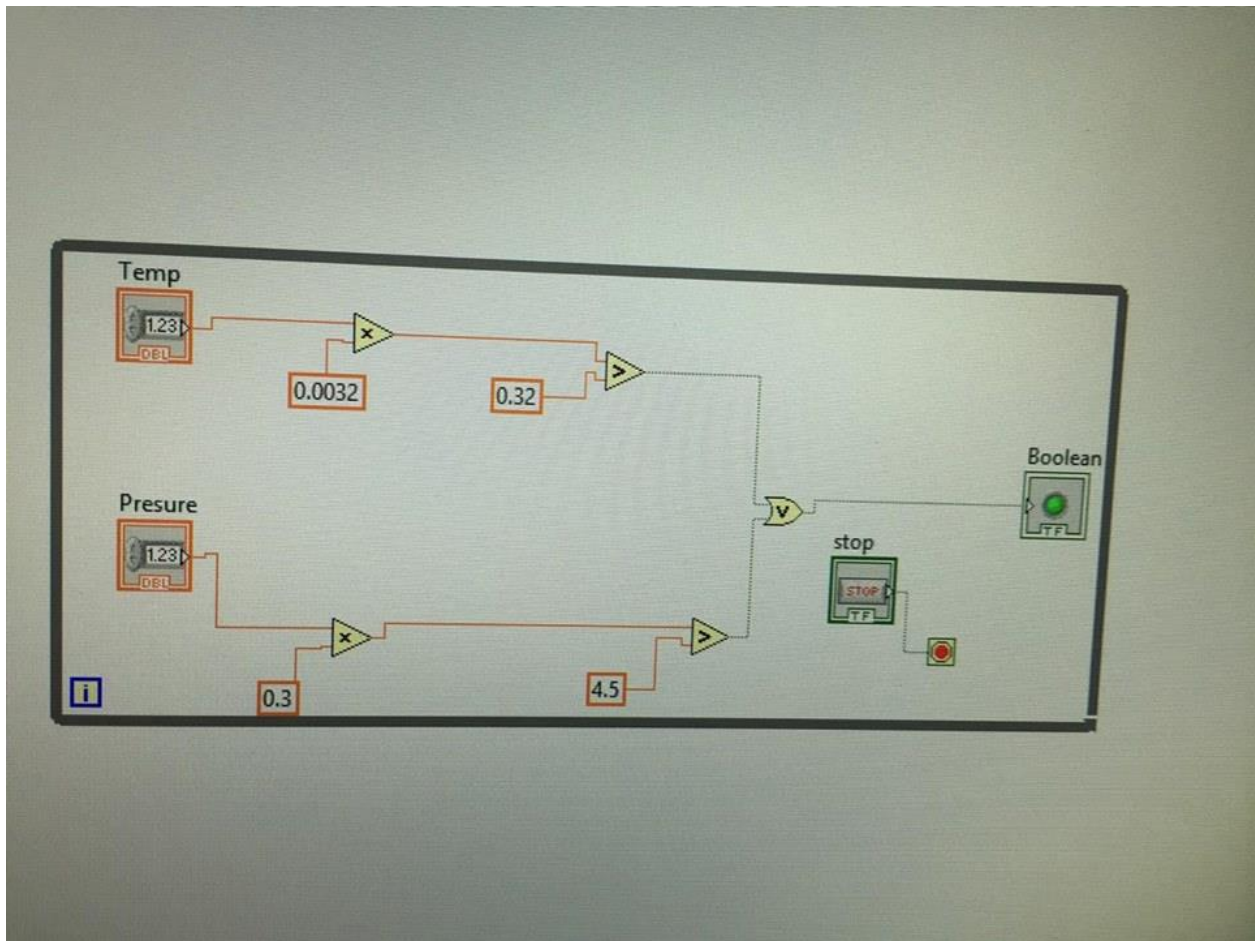 Temp
1.23
DBL
×
0.0032
>
0.32
Presure
1.23
DBL
×
0.3
>
4.5
v
Boolean
TF
stop
STOP
TF
i